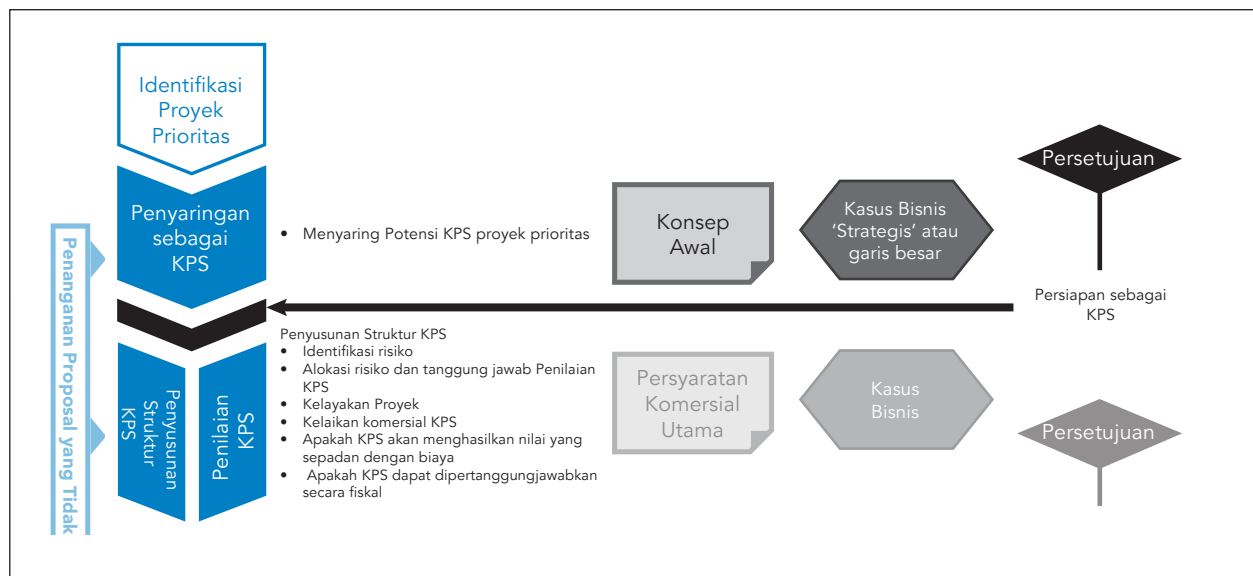 Identifikasi
Proyek
Prioritas
Penyaringan
sebagai
KPS
• Menyaring Potensi KPS proyek prioritas
Konsep
Awal
Kasus Bisnis
'Strategis' atau
garis besar
Persetujuan
Persiapan sebagai
KPS
Penanganan Proposal yang Tidak
Penyusunan
Struktur
KPS
Penilaian
KPS
Penyusunan Struktur KPS
• Identifikasi risiko
• Alokasi risiko dan tanggung jawab Penilaian
KPS
• Kelayakan Proyek
• Kelaikan komersial KPS
• Apakah KPS akan menghasilkan nilai yang
sepadan dengan biaya
• Apakah KPS dapat dipertanggungjawabkan
secara fiskal
Persyaratan
Komersial
Utama
Kasus
Bisnis
Persetujuan